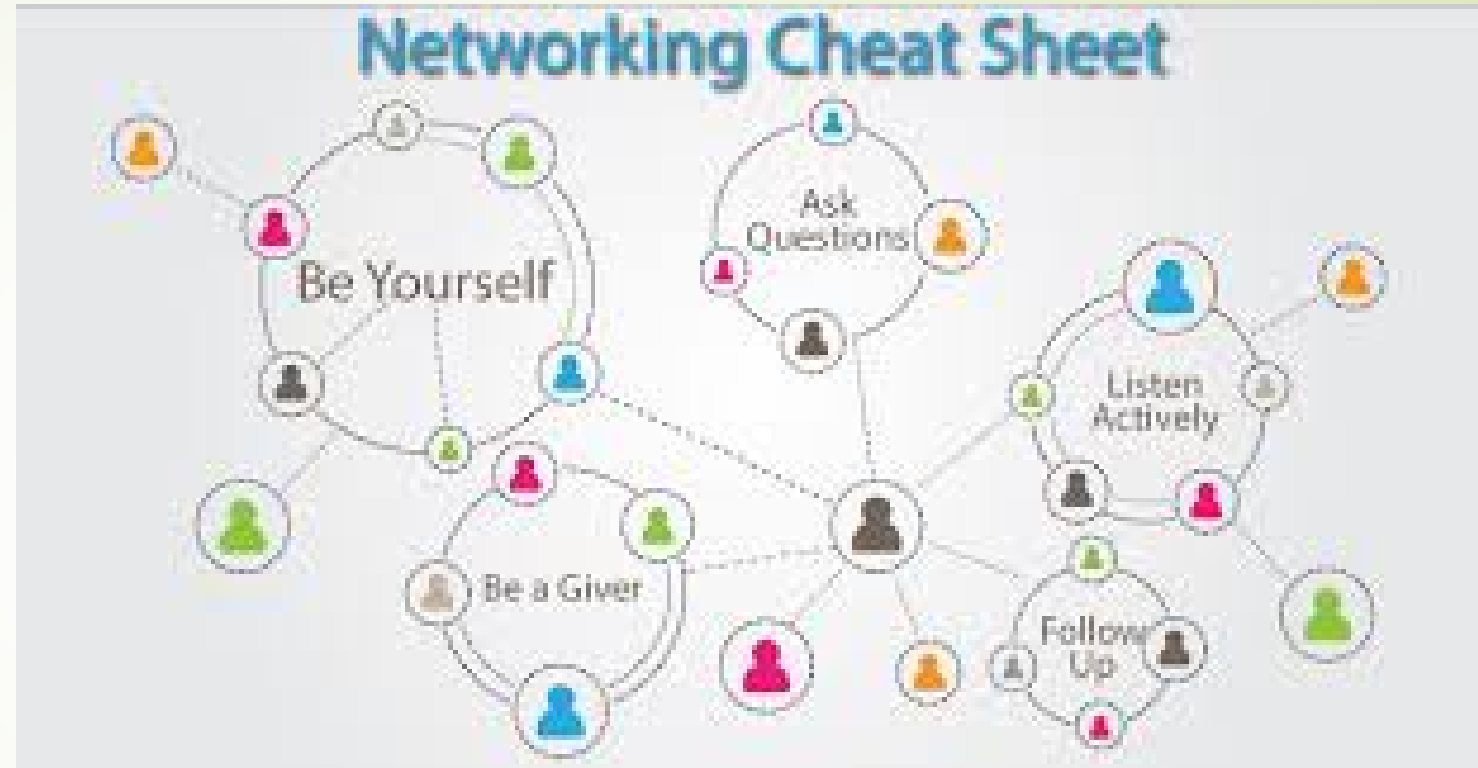 Networking Cheat Sheet
Be Yourself
Ask
Questions
Listen
Actively
Be a Giver
Follow
Up